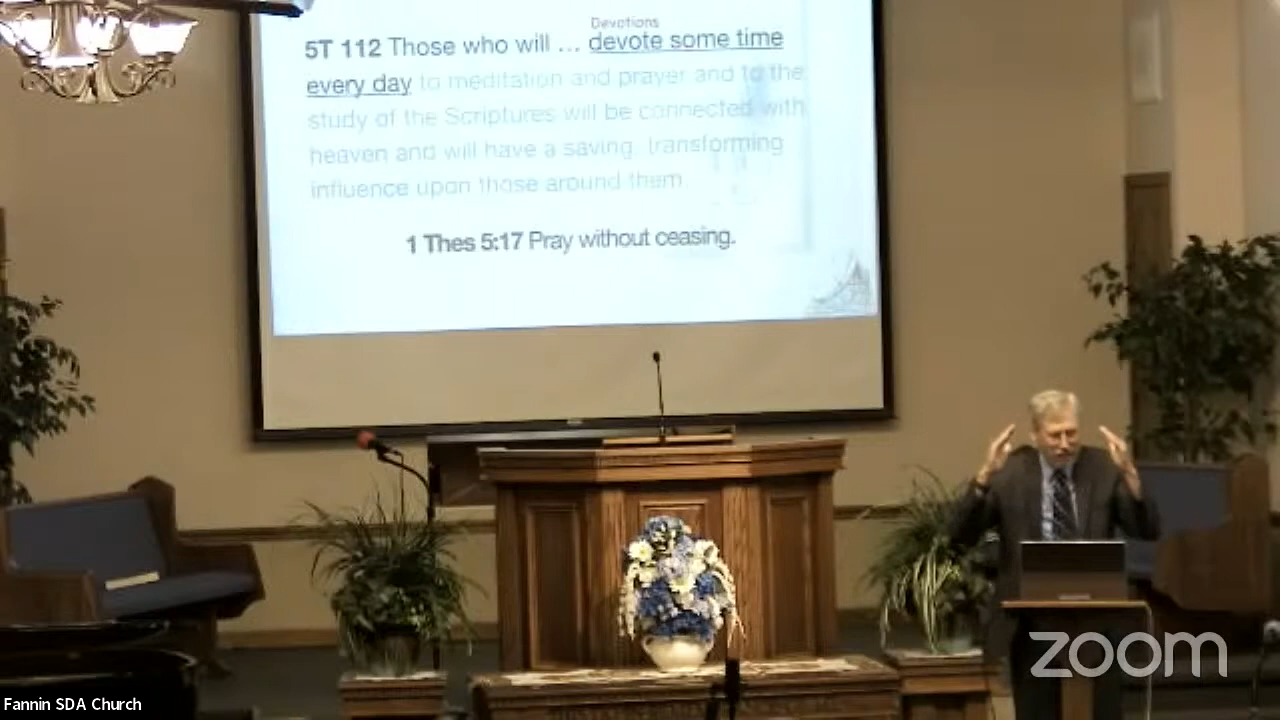 Devotions
5T 112 Those who will ... devote some time
every day to meditation and prayer and to the
study of the Scriptures will be connected with
heaven and will have a saving, transforming
influence upon those around them.
1 Thes 5:17 Pray without ceasing.
zoom
Fannin SDA Church